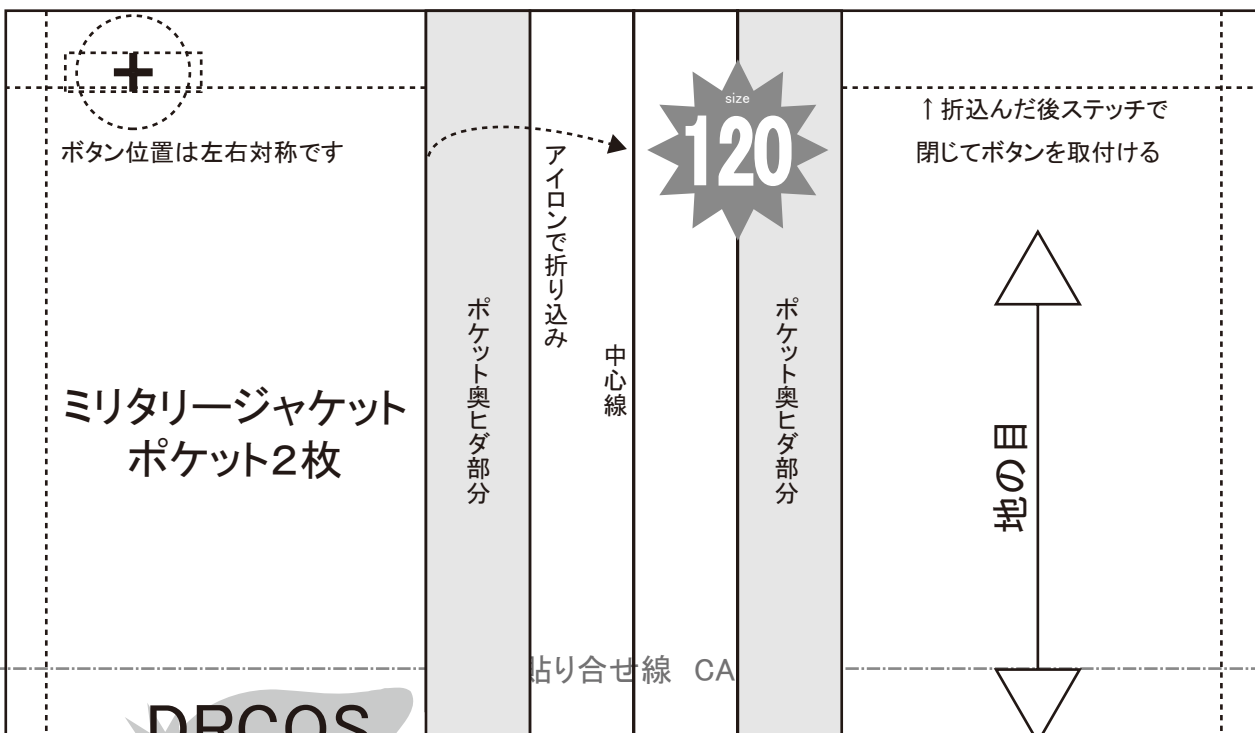 size
120
↑折込んだ後ステッチで
閉じてボタンを取付ける
ボタン位置は左右対称です
アイロンで折り込み
ポケット奥ヒダ部分
中心線
ポケット奥ヒダ部分
ミリタリージャケット
ポケット2枚
地の目
貼り合せ線 CA
DRCOS